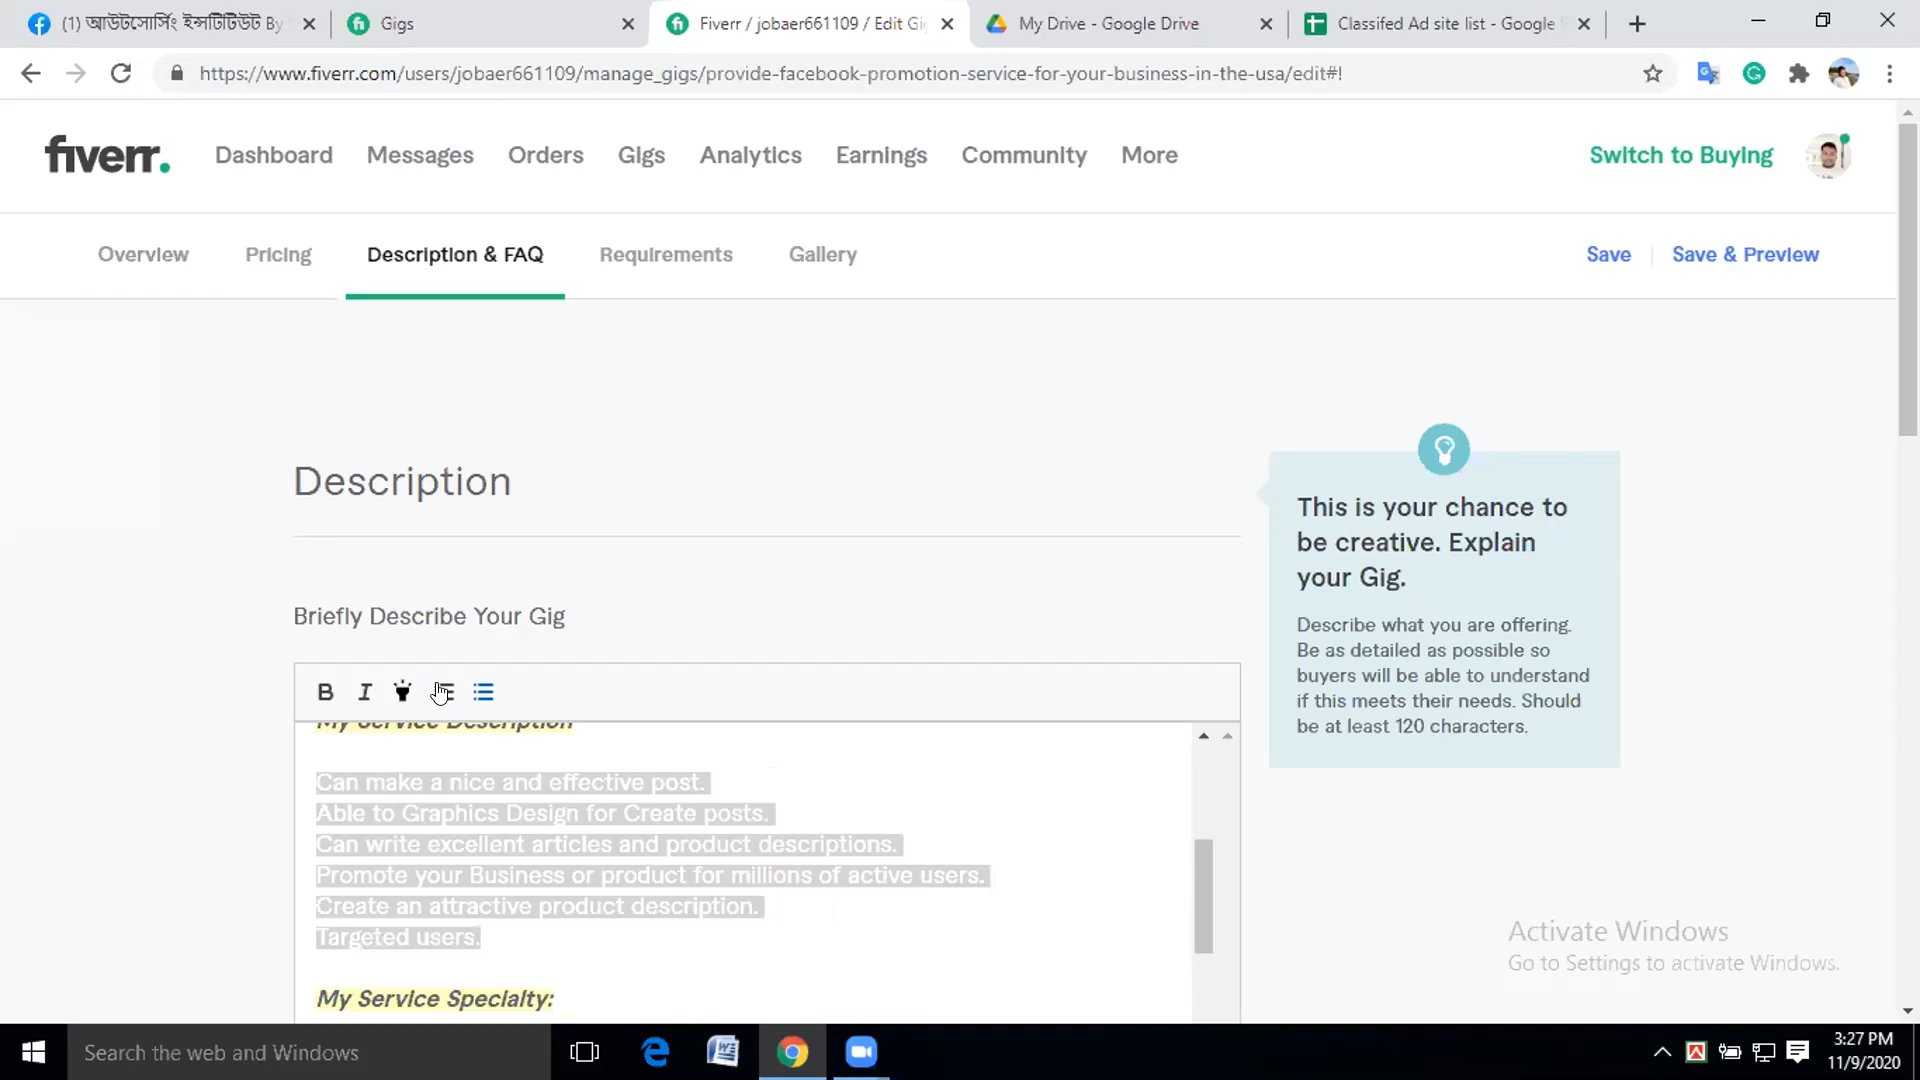 (1) আউটসোর্সিং ইন্সটিটিউট By
Gigs
Fiverr / jobaer661109 / Edit Gi
My Drive - Google Drive
Classifed Ad site list - Google
https://www.fiverr.com/users/jobaer661109/manage_gigs/provide-facebook-promotion-service-for-your-business-in-the-usa/edit#!
fiverr.
Dashboard
Messages
Orders
Gigs
Analytics
Earnings
Community
More
Switch to Buying
Overview
Pricing
Description & FAQ
Requirements
Gallery
Save
Save & Preview
Description
This is your chance to
be creative. Explain
your Gig.
Describe what you are offering.
Be as detailed as possible so
buyers will be able to understand
if this meets their needs. Should
be at least 120 characters.
Briefly Describe Your Gig
B I
My Service Description
Can make a nice and effective post.
Able to Graphics Design for Create posts.
Can write excellent articles and product descriptions.
Promote your Business or product for millions of active users.
Create an attractive product description.
Targeted users.
My Service Specialty:
Activate Windows
Go to Settings to activate Windows.
Search the web and Windows
3:27 PM
11/9/2020